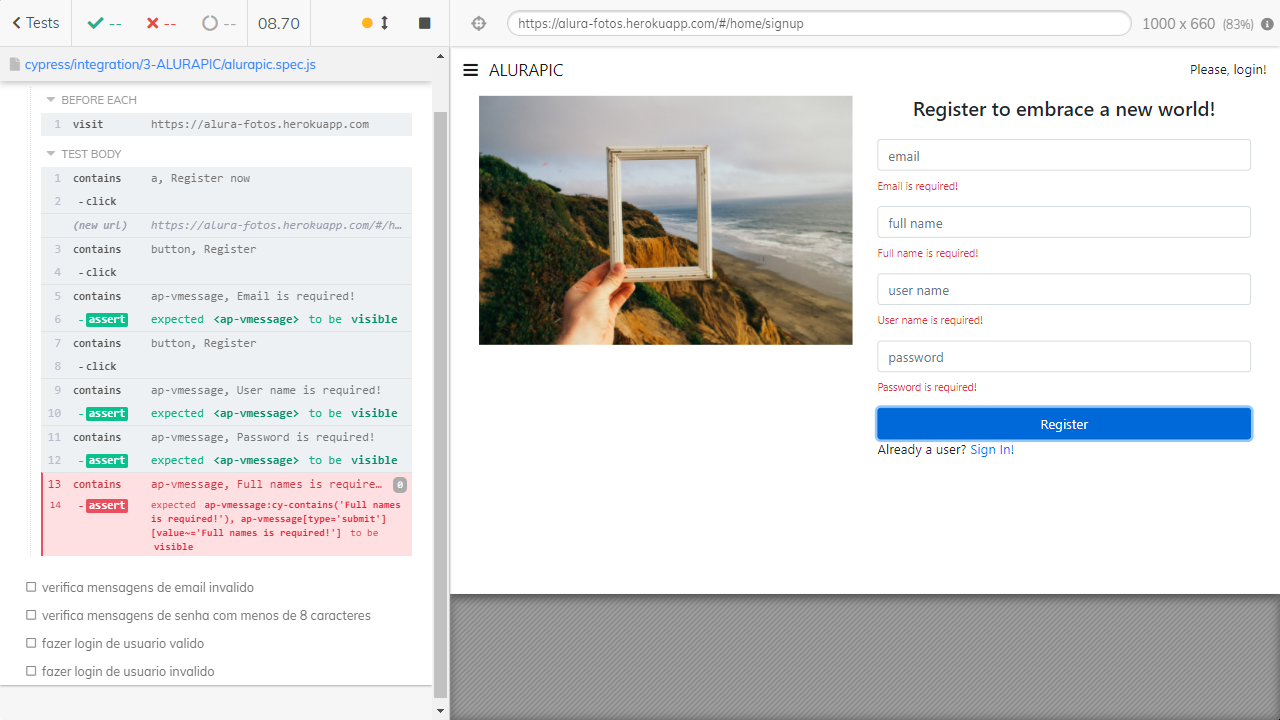 Tests -- -- -- 08.70
https://alura-fotos.herokuapp.com/#/home/signup
1000 x 660 (83%)
cypress/integration/3-ALURAPIC/alurapic.spec.js
BEFORE EACH
1 visit https://alura-fotos.herokuapp.com
TEST BODY
1 contains a, Register now
2 -click
(new url) https://alura-fotos.herokuapp.com/#/h…
3 contains button, Register
4 -click
5 contains ap-vmessage, Email is required!
6 -assert expected <ap-vmessage> to be visible
7 contains button, Register
8 -click
9 contains ap-vmessage, User name is required!
10 -assert expected <ap-vmessage> to be visible
11 contains ap-vmessage, Password is required!
12 -assert expected <ap-vmessage> to be visible
13 contains ap-vmessage, Full names is require… 0
14 -assert expected ap-vmessage:cy-contains('Full names
is required!'), ap-vmessage[type='submit']
[value~='Full names is required!'] to be
visible
verifica mensagens de email invalido
verifica mensagens de senha com menos de 8 caracteres
fazer login de usuario valido
fazer login de usuario invalido
ALURAPIC
Please, login!
Register to embrace a new world!
email
Email is required!
full name
Full name is required!
user name
User name is required!
password
Password is required!
Register
Already a user? Sign In!